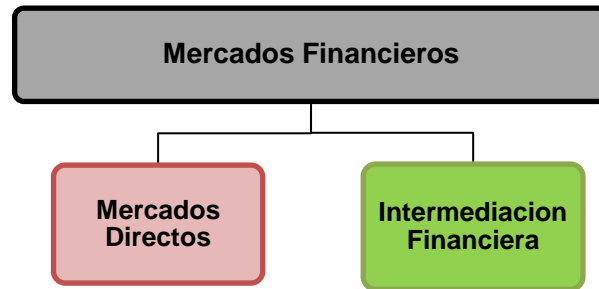 Mercados Financieros
Mercados
Directos
Intermediacion
Financiera